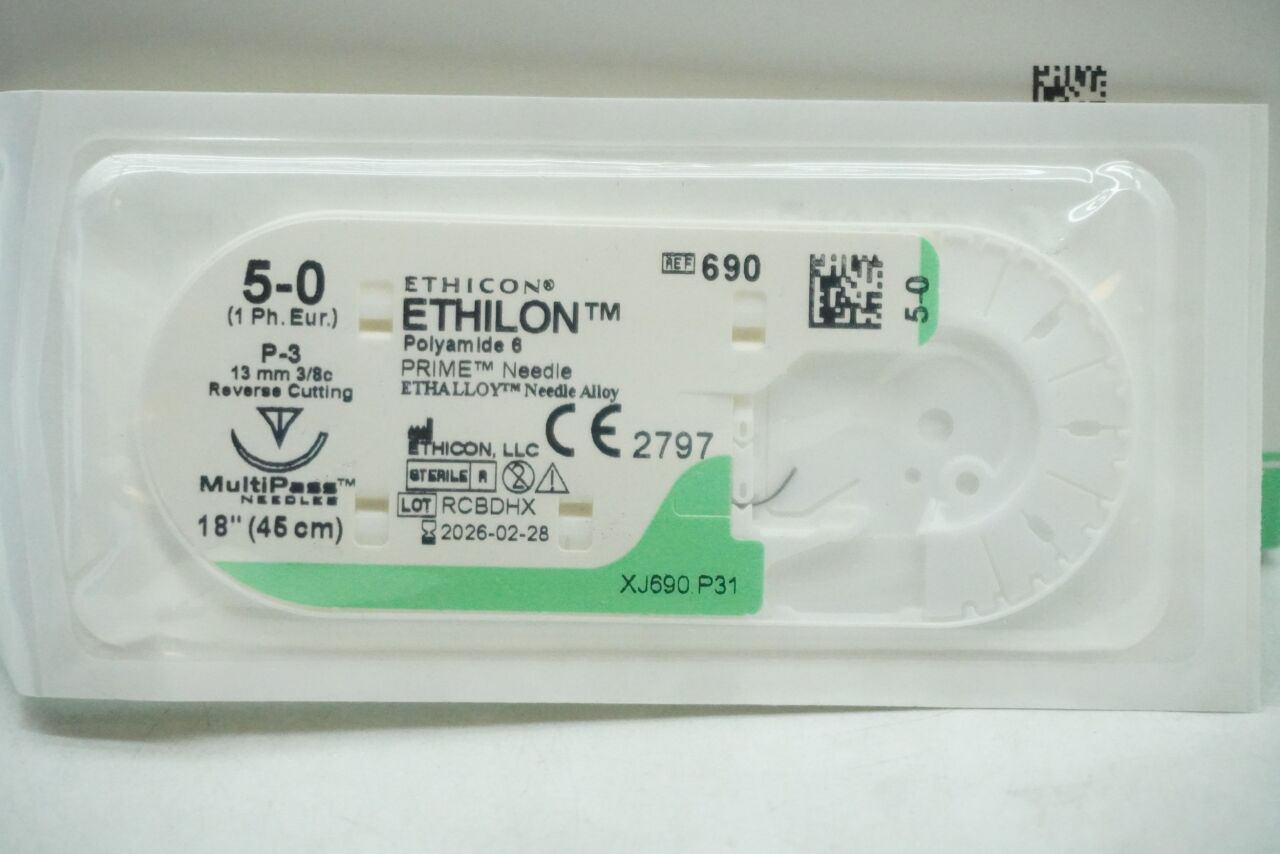 5-0
(1 Ph. Eur.)
P-3
13 mm 3/8c
Reverse Cutting
MultiPass™
NEEDLES
18" (45 cm)
ETHICON®
ETHILON™
Polyamide 6
PRIME™ Needle
ETHALLOY™ Needle Alloy
ETHICON, LLC
CE 2797
STERILE R
2
LOT RCBDHX
2026-02-28
REF 690
5-0
XJ690 P31